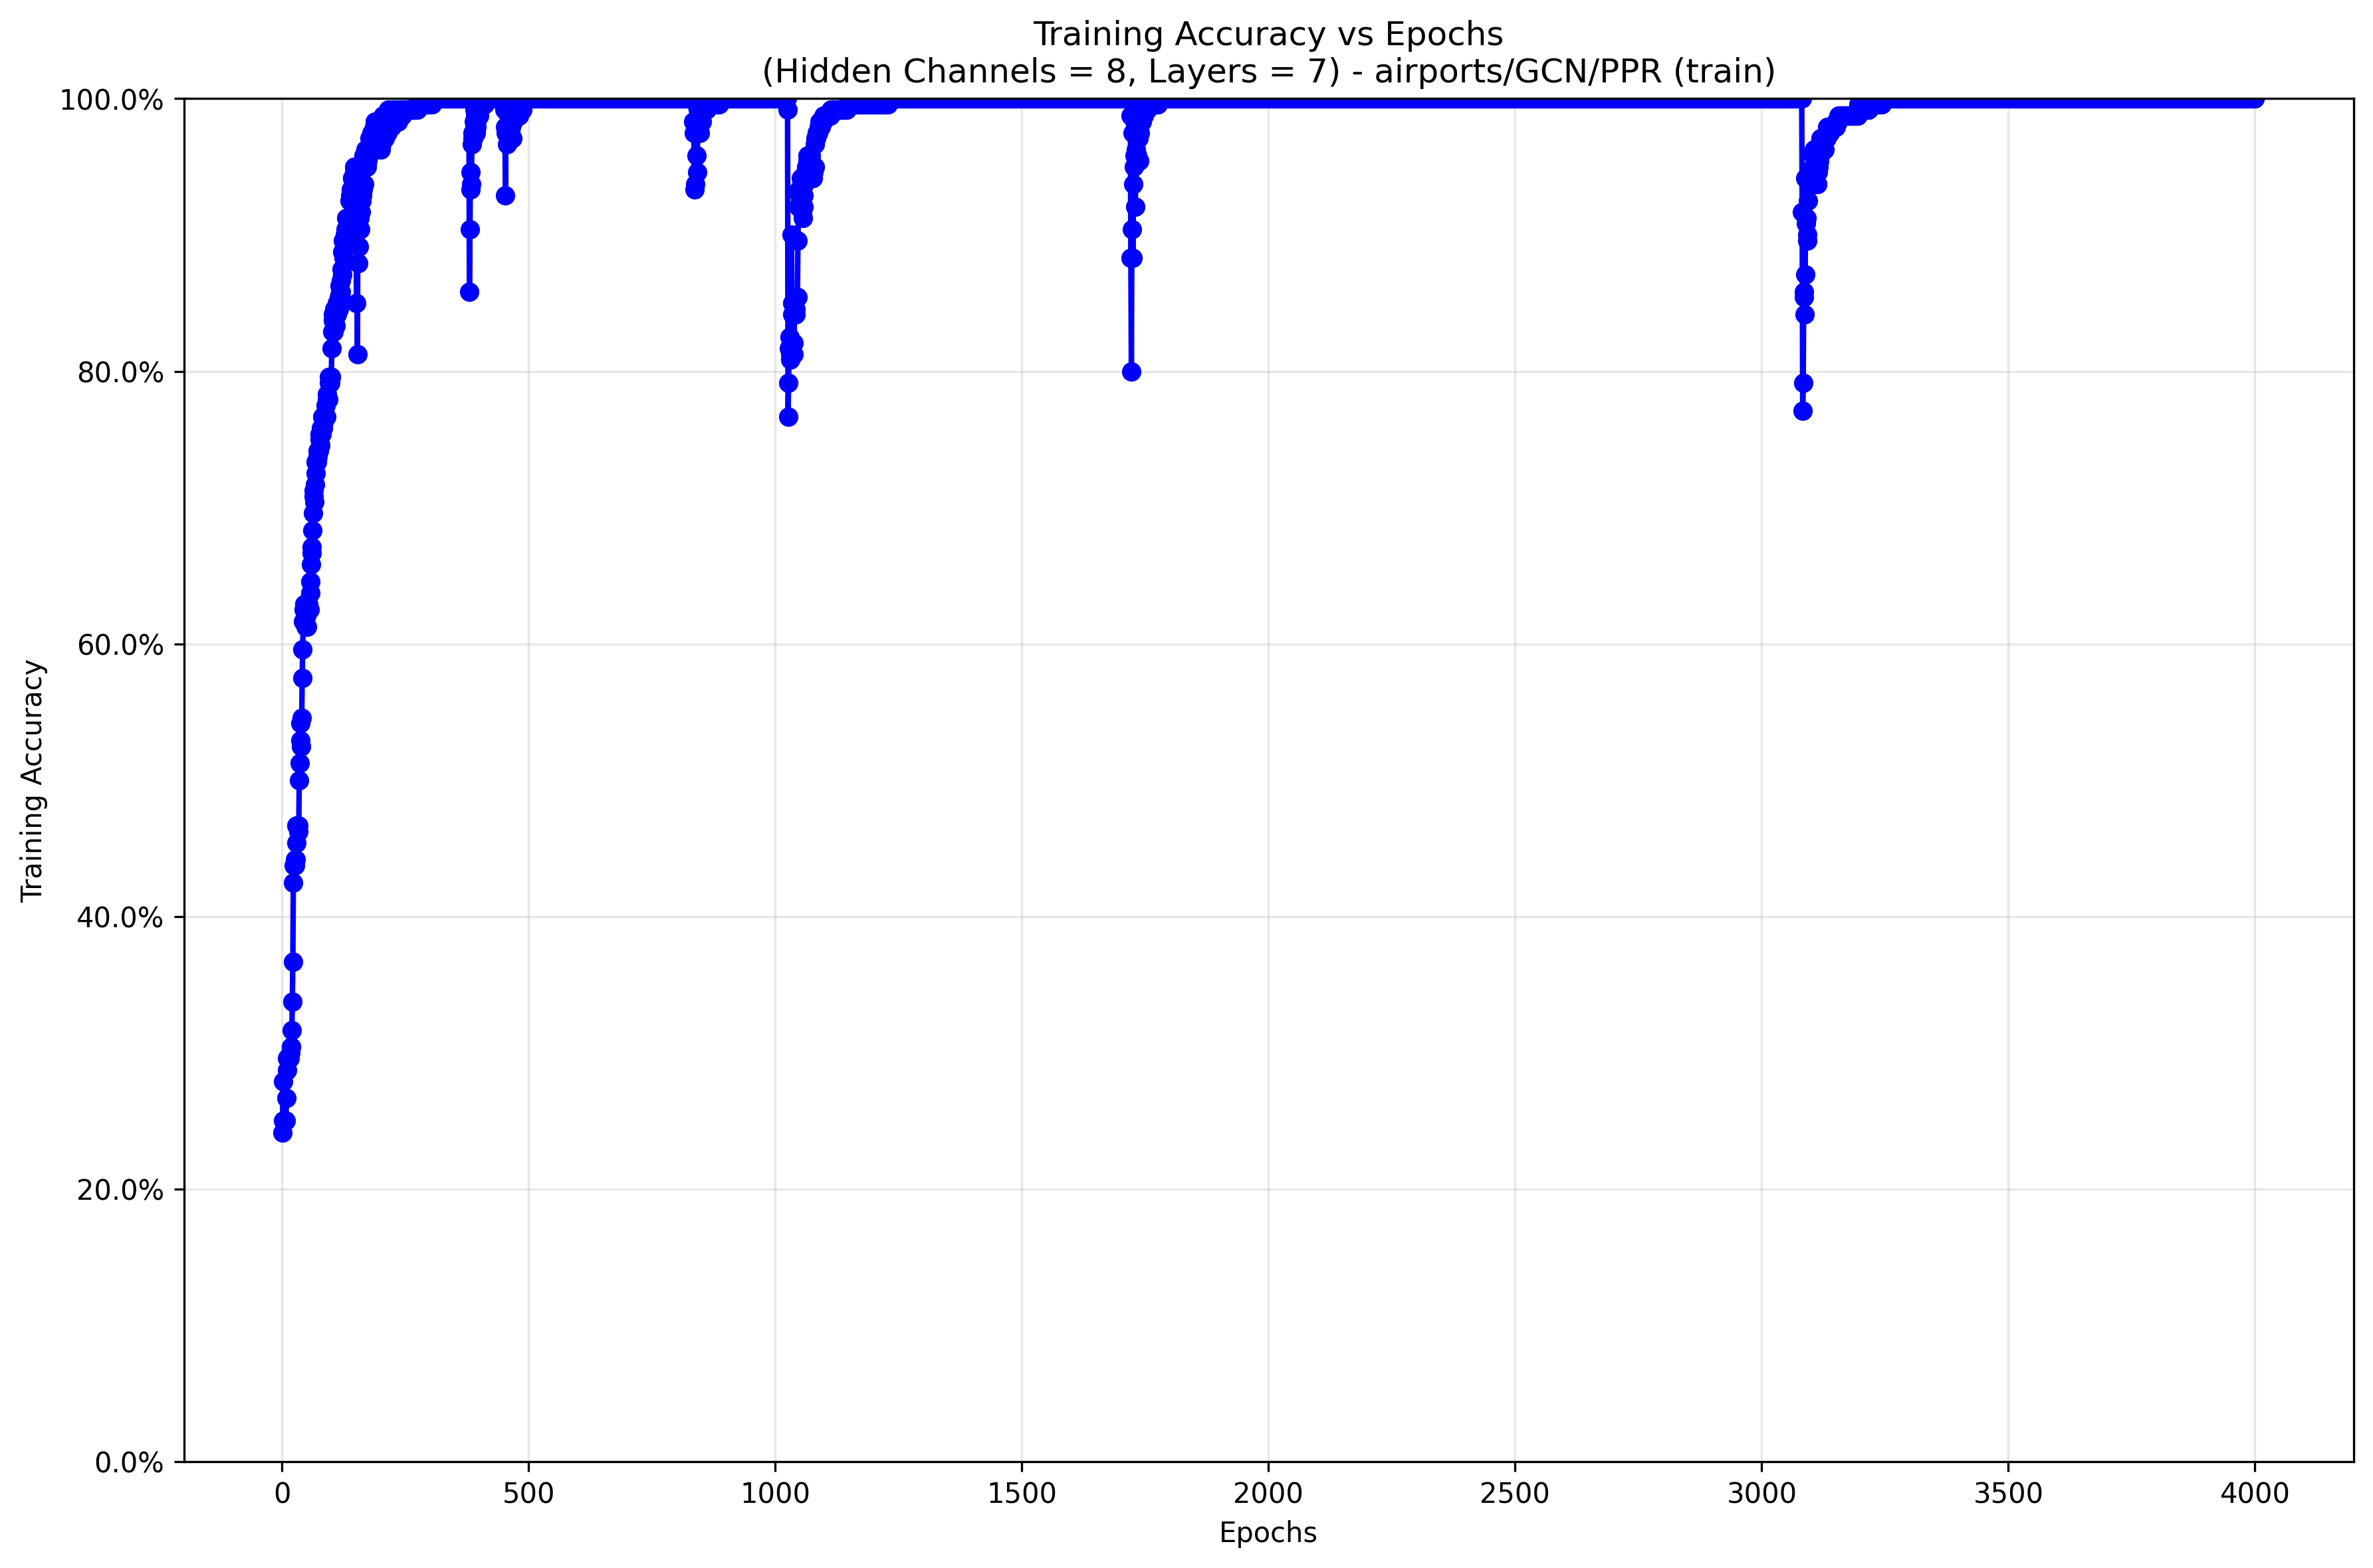 Training Accuracy vs Epochs
(Hidden Channels = 8, Layers = 7) - airports/GCN/PPR (train)
100.0%
80.0%
60.0%
40.0%
20.0%
0.0%
Training Accuracy
0 500 1000 1500 2000 2500 3000 3500 4000
Epochs